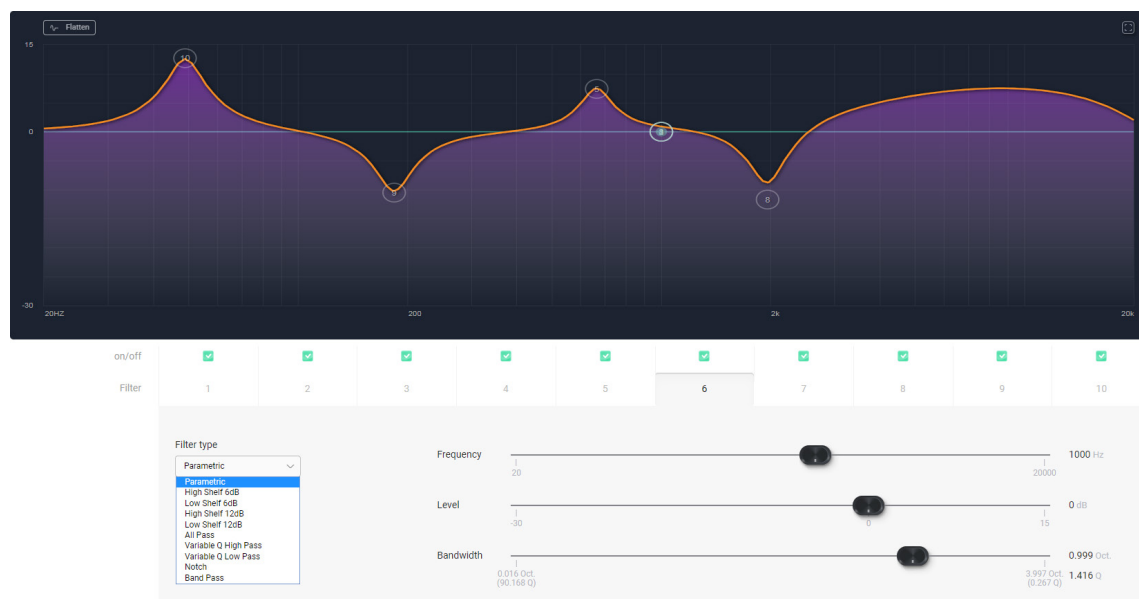 Flatten
15
10
5
0
9
8
-30
20HZ 200 2k 20k
on/off
Filter 1 2 3 4 5 6 7 8 9 10
Filter type
Parametric
Parametric
High Shelf 6dB
Low Shelf 6dB
High Shelf 12dB
Low Shelf 12dB
All Pass
Variable Q High Pass
Variable Q Low Pass
Notch
Band Pass
Frequency 1000 Hz
20 20000
Level 0 dB
-30 0 15
Bandwidth 0.999 Oct.
0.016 Oct. 3.997 Oct. 1.416 Q
(90.168 Q) (0.267 Q)